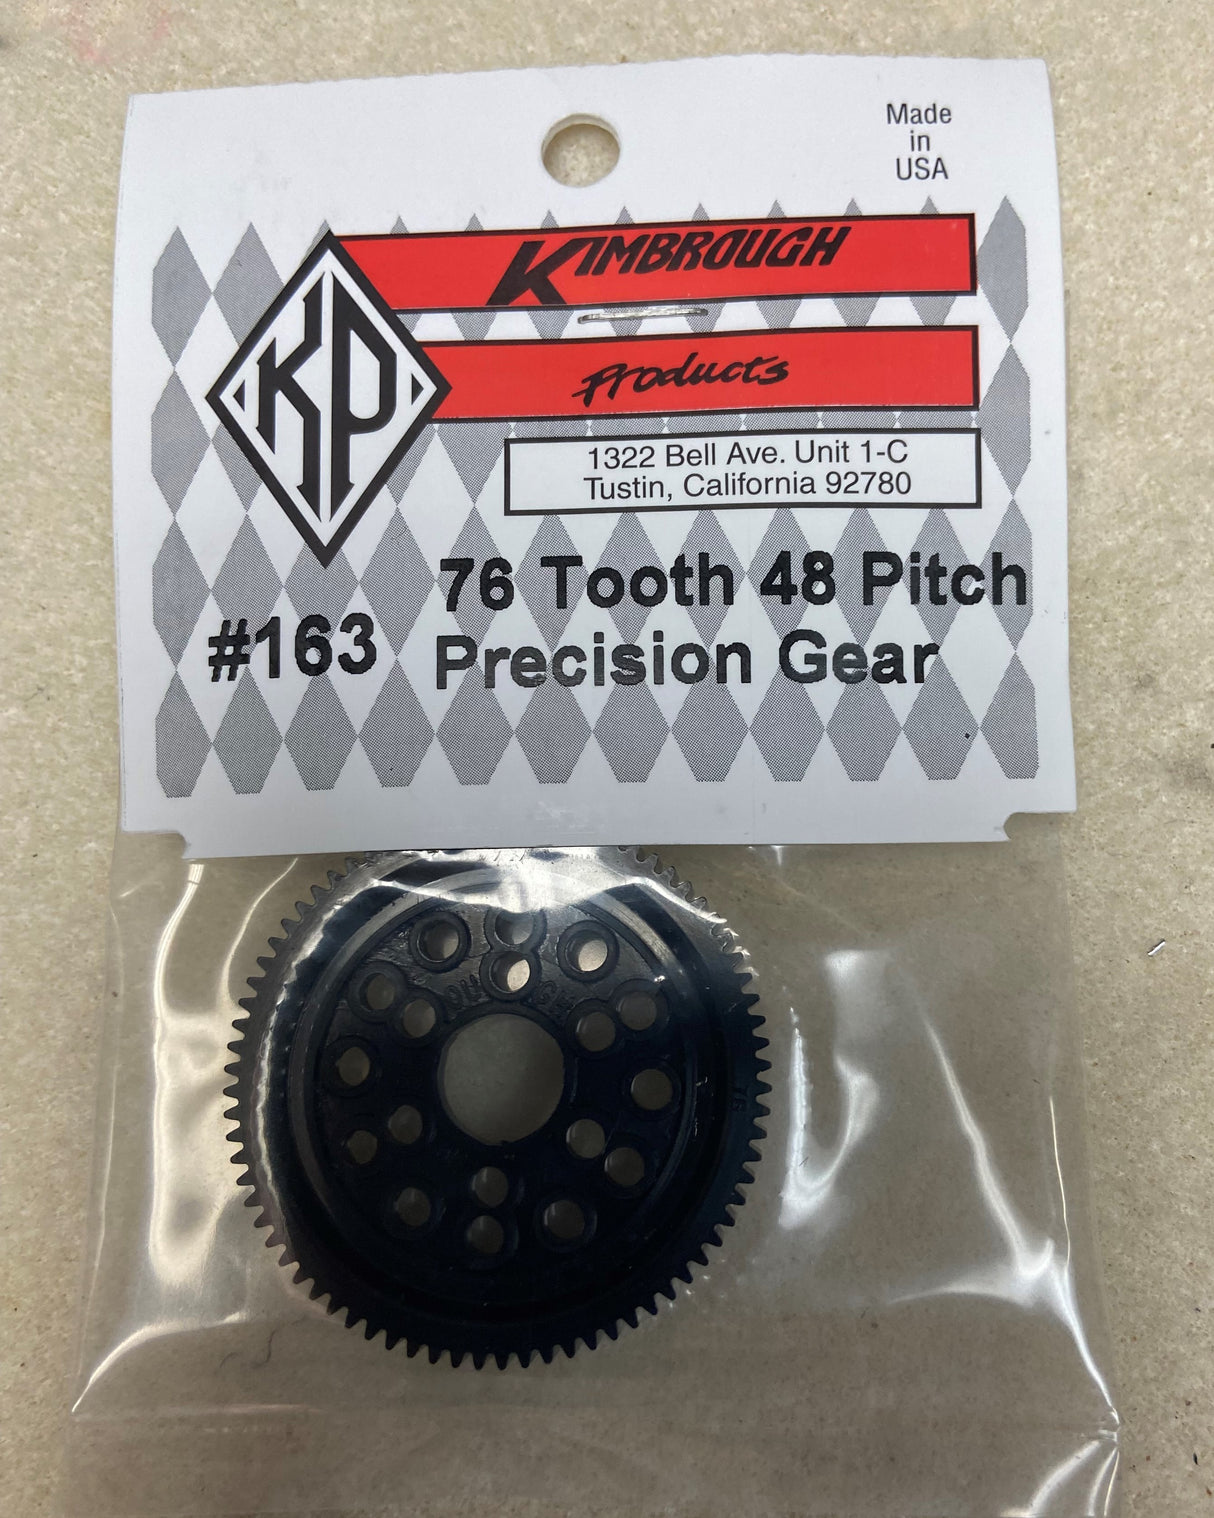 Made
in
USA
KIMBROUGH
KP
Products
1322 Bell Ave. Unit 1-C
Tustin, California 92780
76 Tooth 48 Pitch
#163
Precision Gear
76